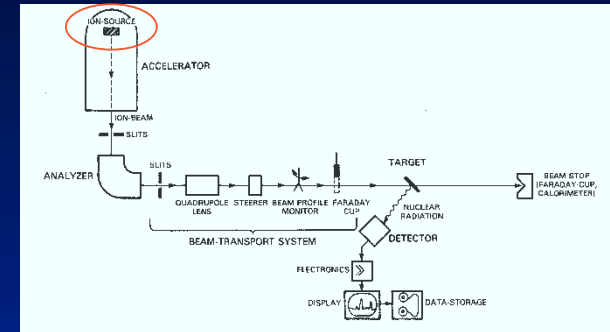 ION-SOURCE
ACCELERATOR
ION-BEAM
SLITS
ANALYZER
SLITS
QUADRUPOLE
LENS
STEERER
BEAM PROFILE
MONITOR
FARADAY
CUP
BEAM-TRANSPORT SYSTEM
TARGET
NUCLEAR
RADIATION
BEAM STOP
(FARADAY-CUP,
CALORIMETER)
DETECTOR
ELECTRONICS
DISPLAY
DATA-STORAGE